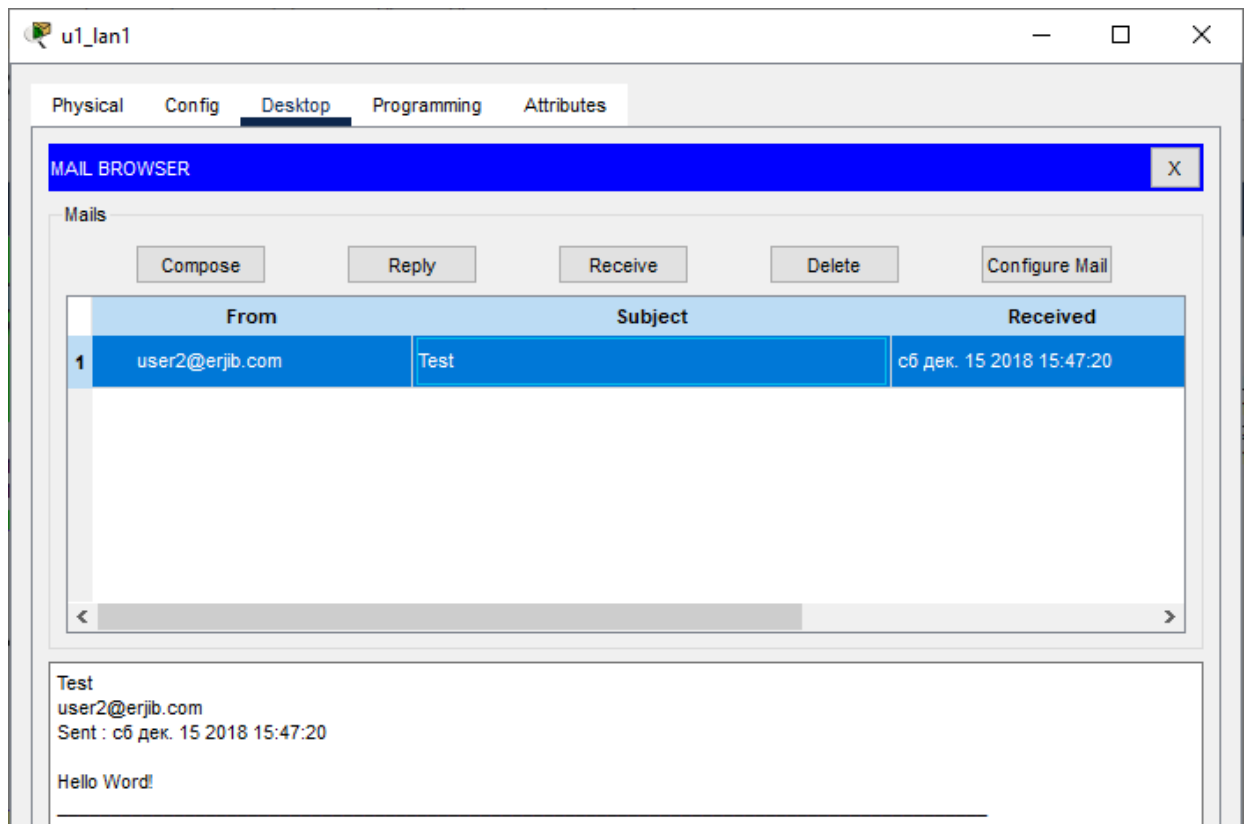 u1_lan1
Physical Config Desktop Programming Attributes
MAIL BROWSER X
Mails
Compose Reply Receive Delete Configure Mail
From Subject Received
1 user2@erjib.com Test сб дек. 15 2018 15:47:20
Test
user2@erjib.com
Sent : сб дек. 15 2018 15:47:20
Hello Word!